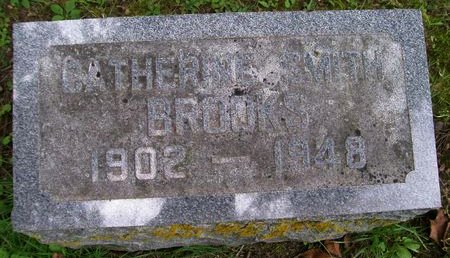 CATHERINE SMITH
BROOKS
1902 — 1948